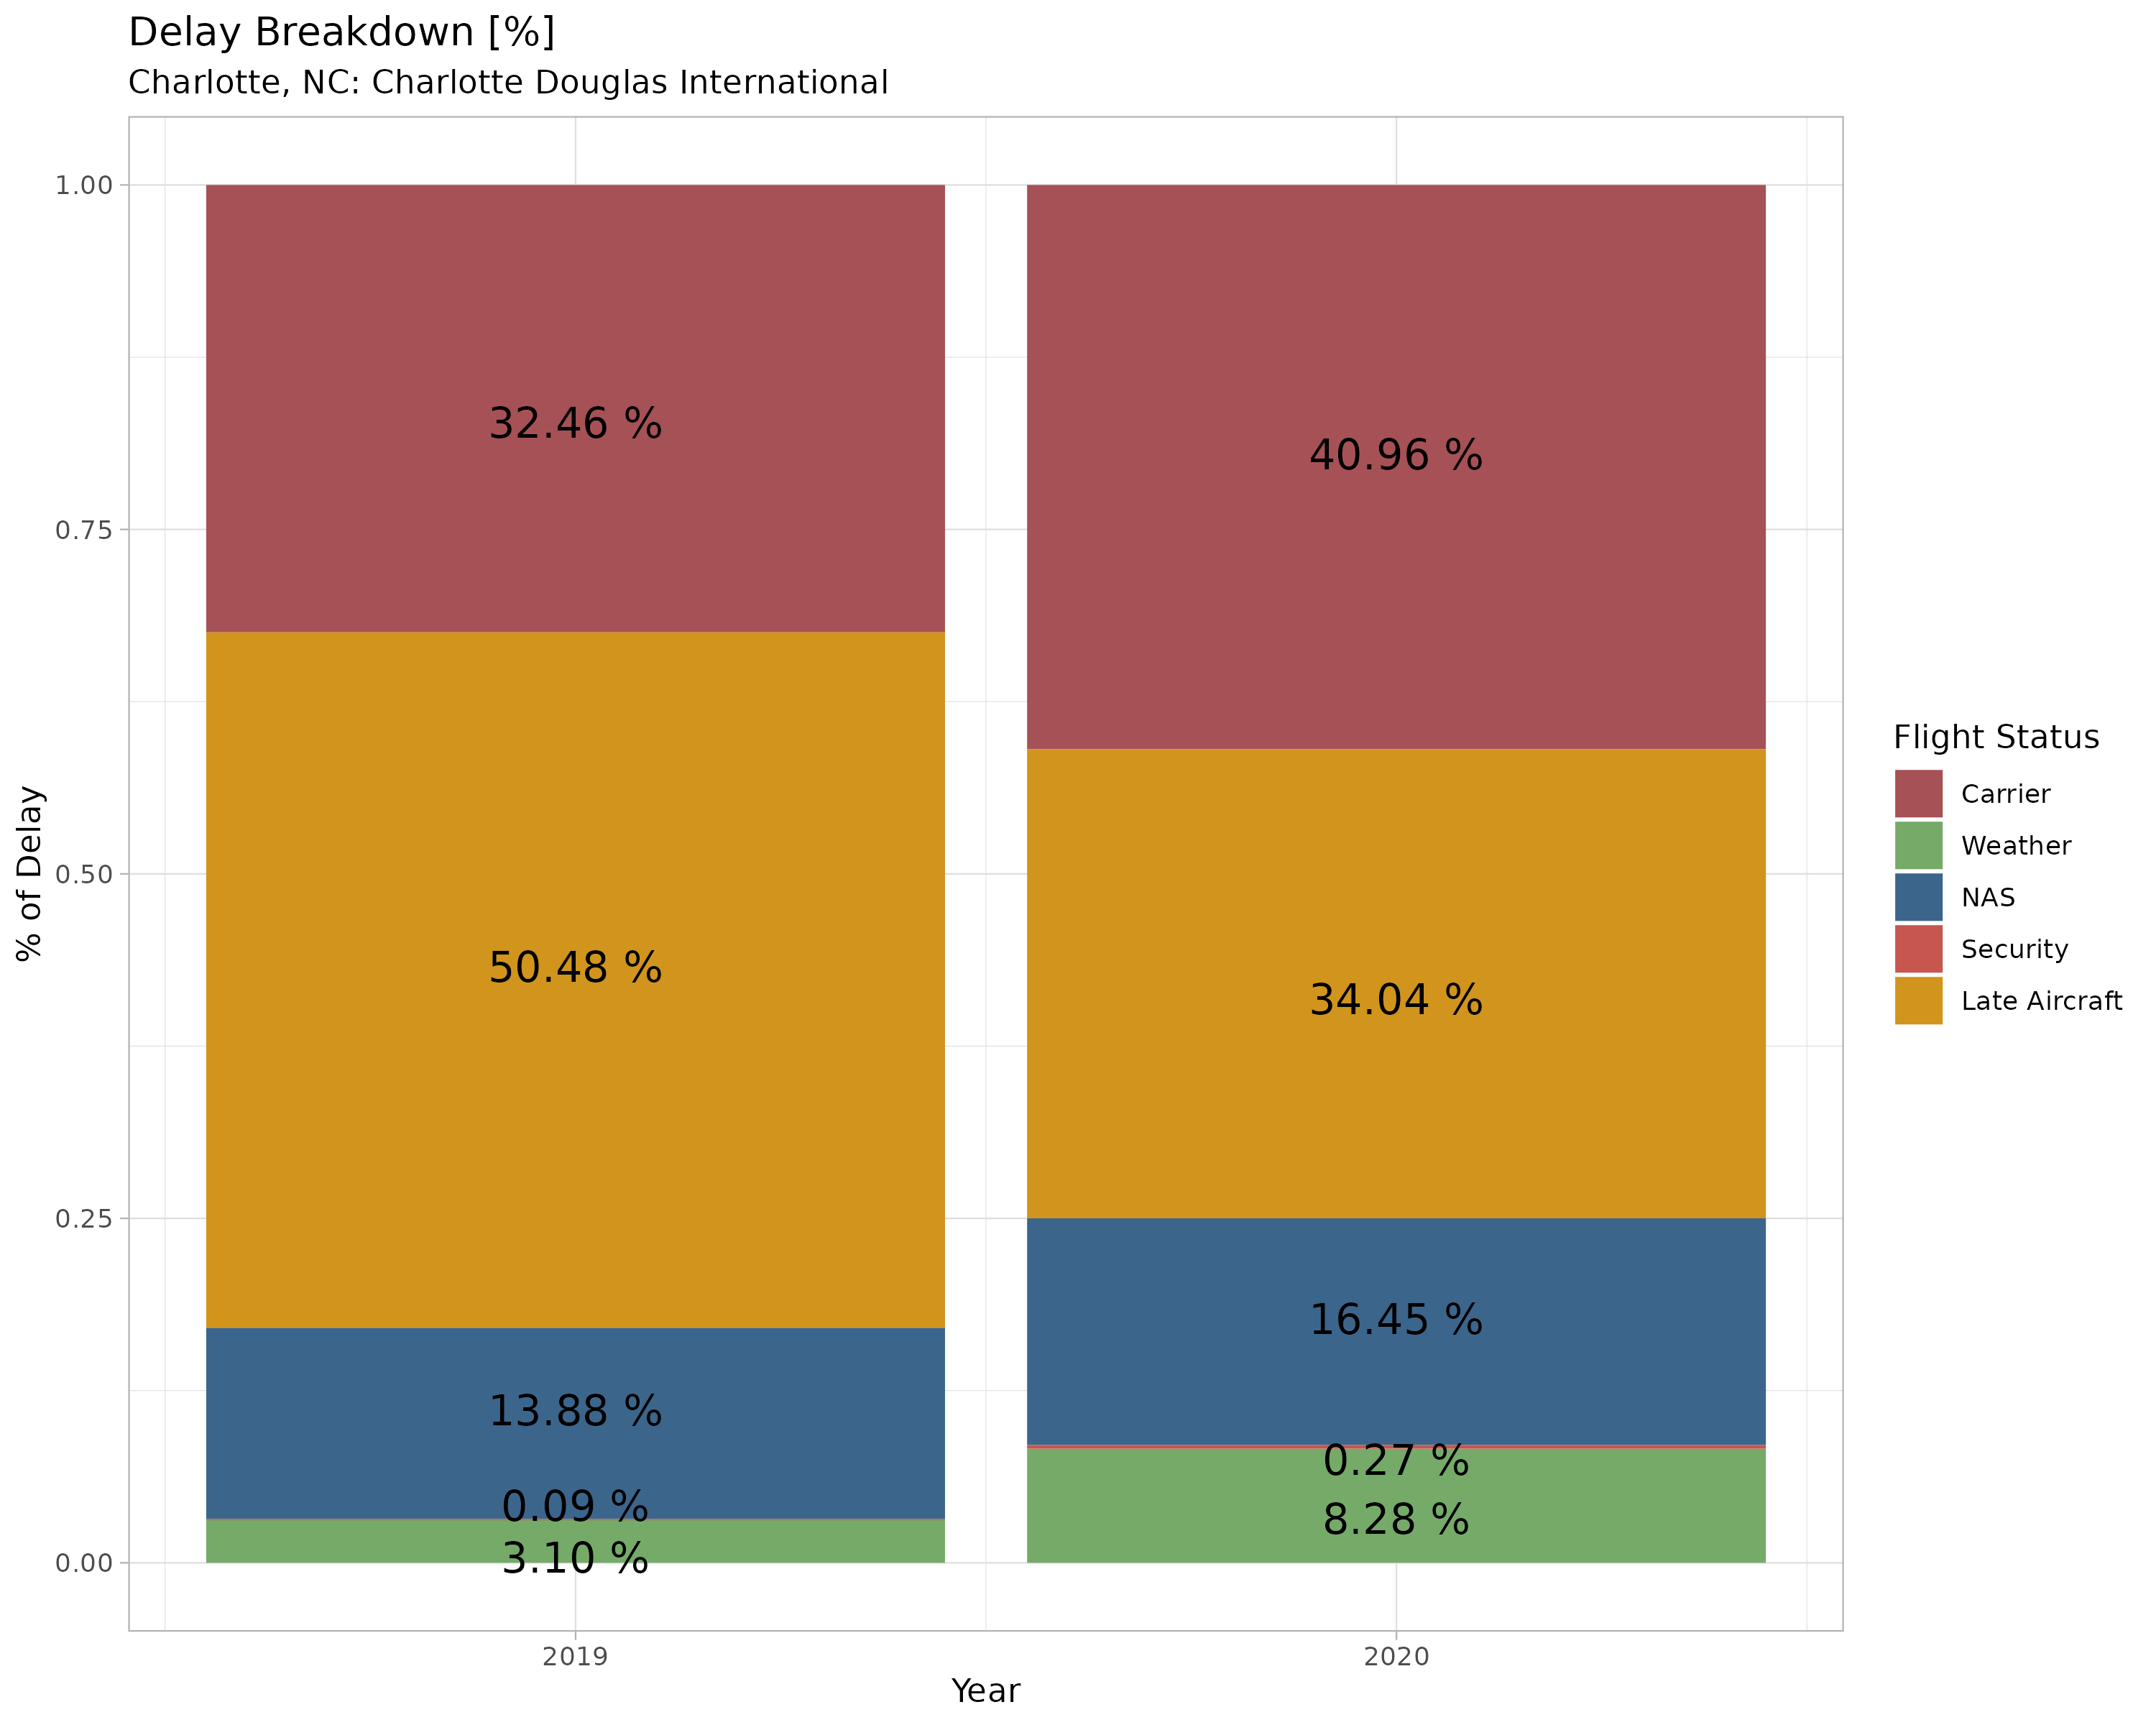 Delay Breakdown [%]
Charlotte, NC: Charlotte Douglas International
% of Delay
1.00
0.75
0.50
0.25
0.00
32.46 %
50.48 %
13.88 %
0.09 %
3.10 %
40.96 %
34.04 %
16.45 %
0.27 %
8.28 %
2019
2020
Year
Flight Status
Carrier
Weather
NAS
Security
Late Aircraft